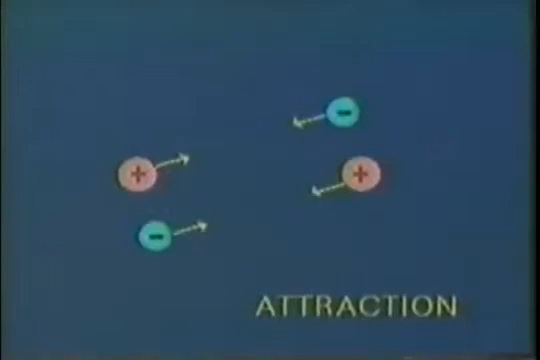 -
+
+
-
ATTRACTION